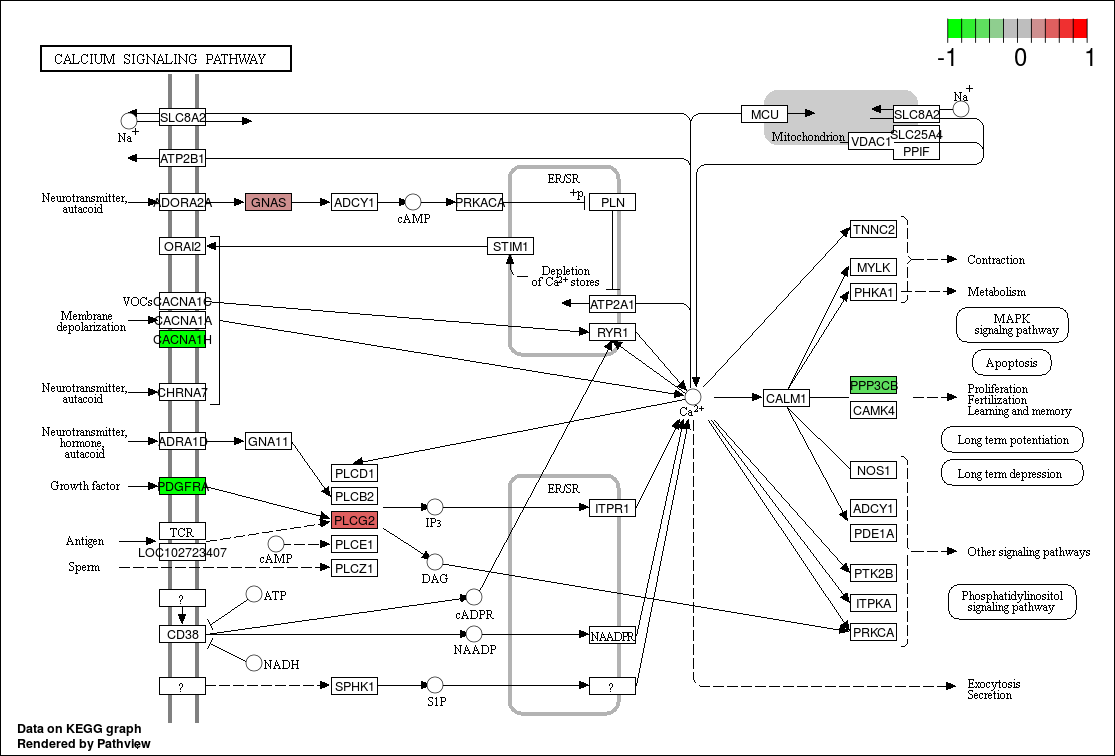 -1 0 1
CALCIUM SIGNALING PATHWAY
SLC8A2
Na+
MCU
Mitochondrion
SLC8A2
Na+
SLC25A4
VDAC1
PPIF
ATP2B1
ER/SR
Neurotransmitter,
autacoid
ADORA2A
GNAS
ADCY1
cAMP
PRKACA
+p
PLN
ORAI2
STIM1
Depletion
of Ca2+ stores
VOCs
CACNA1C
ATP2A1
Membrane
depolarization
CACNA1A
CACNA1H
RYR1
Neurotransmitter,
autacoid
CHRNA7
Ca2+
CALM1
TNNC2
MYLK
PHKA1
Contraction
Metabolism
MAPK
signalng pathway
Apoptosis
PPP3CB
CAMK4
Proliferation
Fertilization
Learning and memory
Long term potentiation
Long term depression
Neurotransmitter,
hormone,
autacoid
ADRA1D
GNA11
PLCD1
PLCB2
Growth factor
PDGFRA
PLCG2
IP3
ER/SR
ITPR1
NOS1
ADCY1
PDE1A
Antigen
TCR
LOC102723407
cAMP
PLCE1
Sperm
PLCZ1
DAG
Other signaling pathways
PTK2B
ITPKA
PRKCA
Phosphatidylinositol
signaling pathway
?
ATP
cADPR
CD38
NAADP
NAADPR
NADH
?
SPHK1
S1P
?
Exocytosis
Secretion
Data on KEGG graph
Rendered by Pathview